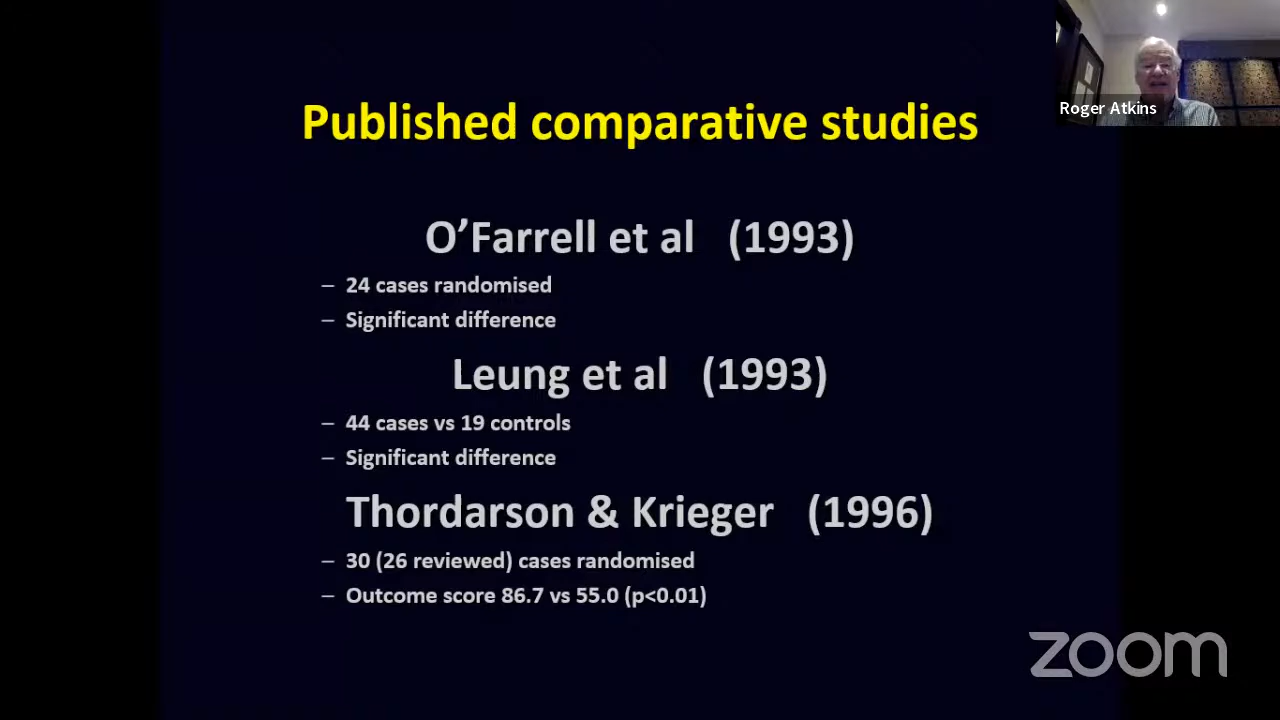 Published comparative studies
Roger Atkins
O’Farrell et al (1993)
– 24 cases randomised
– Significant difference
Leung et al (1993)
– 44 cases vs 19 controls
– Significant difference
Thordarson & Krieger (1996)
– 30 (26 reviewed) cases randomised
– Outcome score 86.7 vs 55.0 (p<0.01)
zoom